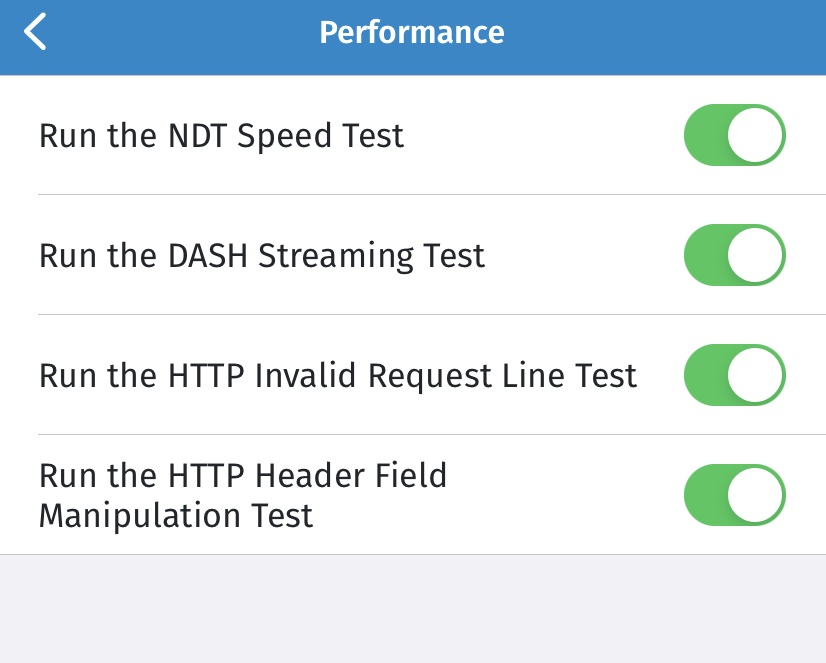 Performance
Run the NDT Speed Test
Run the DASH Streaming Test
Run the HTTP Invalid Request Line Test
Run the HTTP Header Field
Manipulation Test